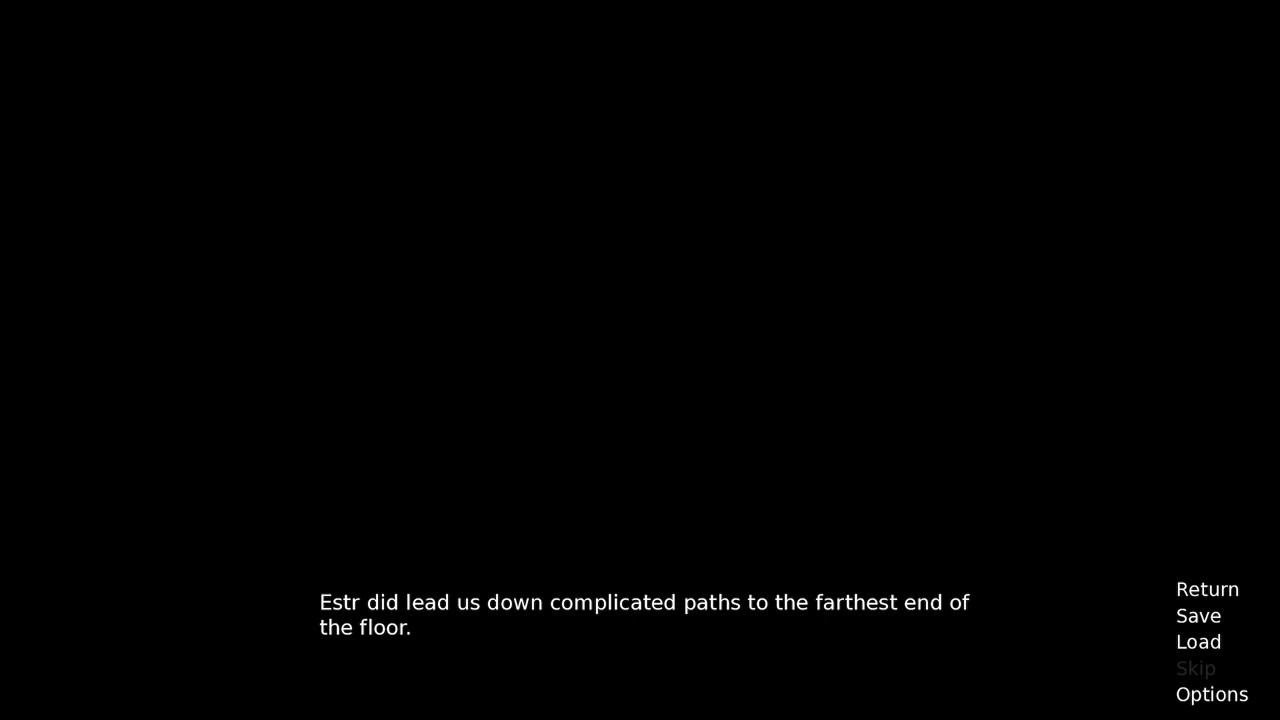 Estr did lead us down complicated paths to the farthest end of
the floor.
Return
Save
Load
Skip
Options